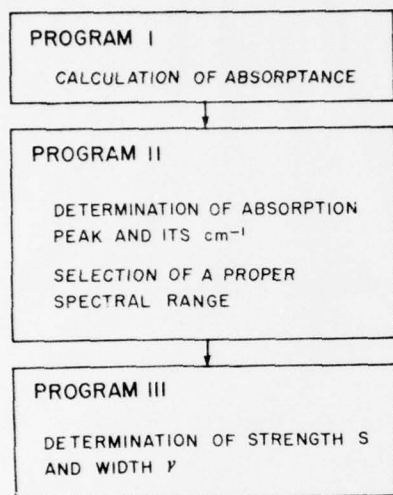 PROGRAM I
CALCULATION OF ABSORPTANCE
PROGRAM II
DETERMINATION OF ABSORPTION
PEAK AND ITS cm⁻¹
SELECTION OF A PROPER
SPECTRAL RANGE
PROGRAM III
DETERMINATION OF STRENGTH S
AND WIDTH γ